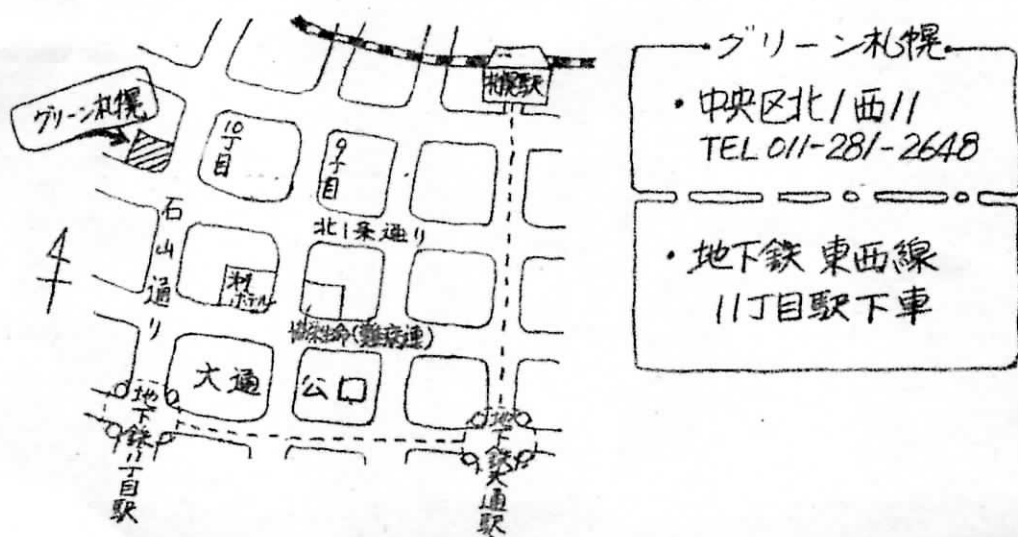 グリーン札幌
札幌駅
10丁目
9丁目
北1条通り
石山通り
ホテル
(難病連)
大通
公
地下鉄11丁目駅
地下鉄大通駅
グリーン札幌
・中央区北1西11
TEL 011-281-2648
・地下鉄 東西線
11丁目駅下車